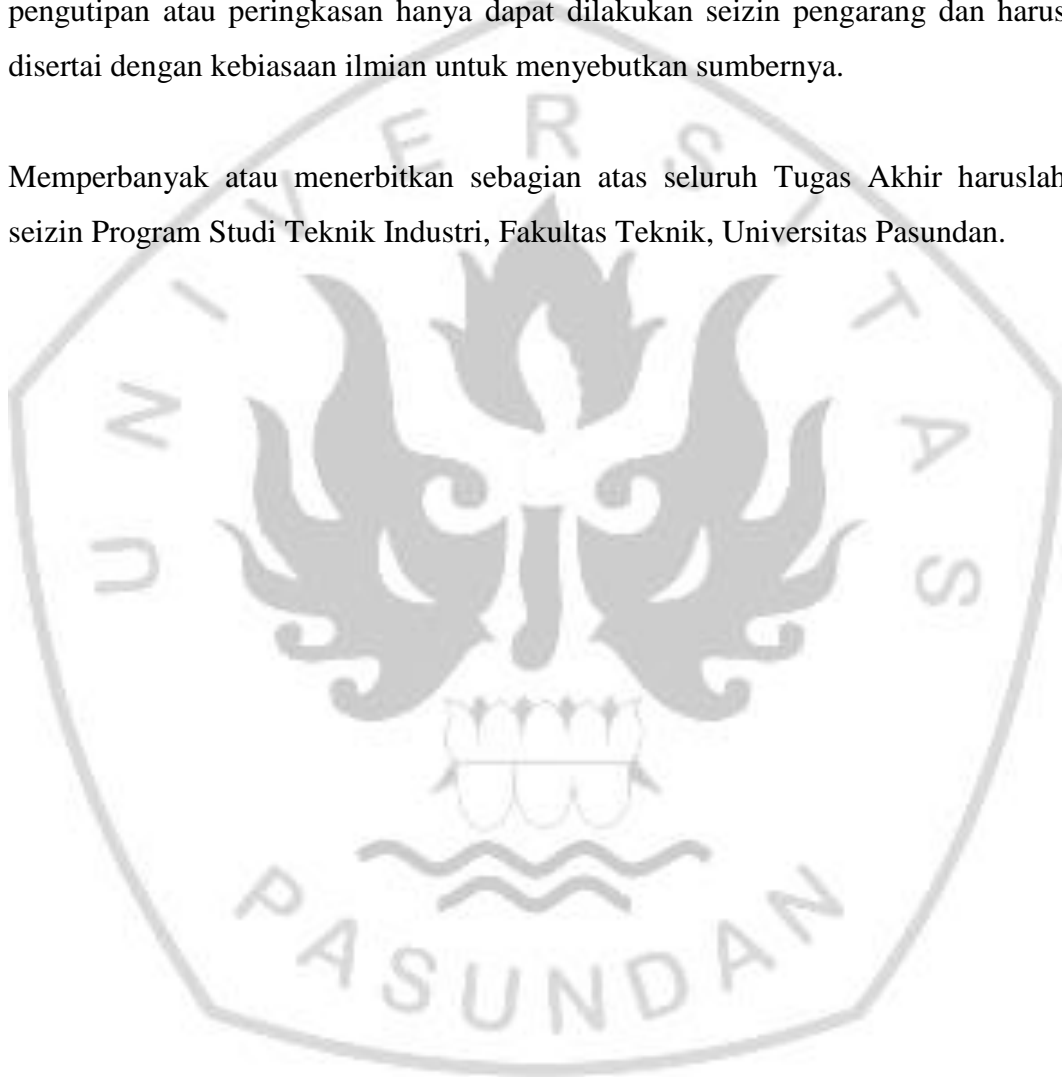 pengutipan atau peringkasan hanya dapat dilakukan seizin pengarang dan harus
disertai dengan kebiasaan ilmian untuk menyebutkan sumbernya.
Memperbanyak atau menerbitkan sebagian atas seluruh Tugas Akhir haruslah
seizin Program Studi Teknik Industri, Fakultas Teknik, Universitas Pasundan.
UNIVERSITAS
PASUNDAN